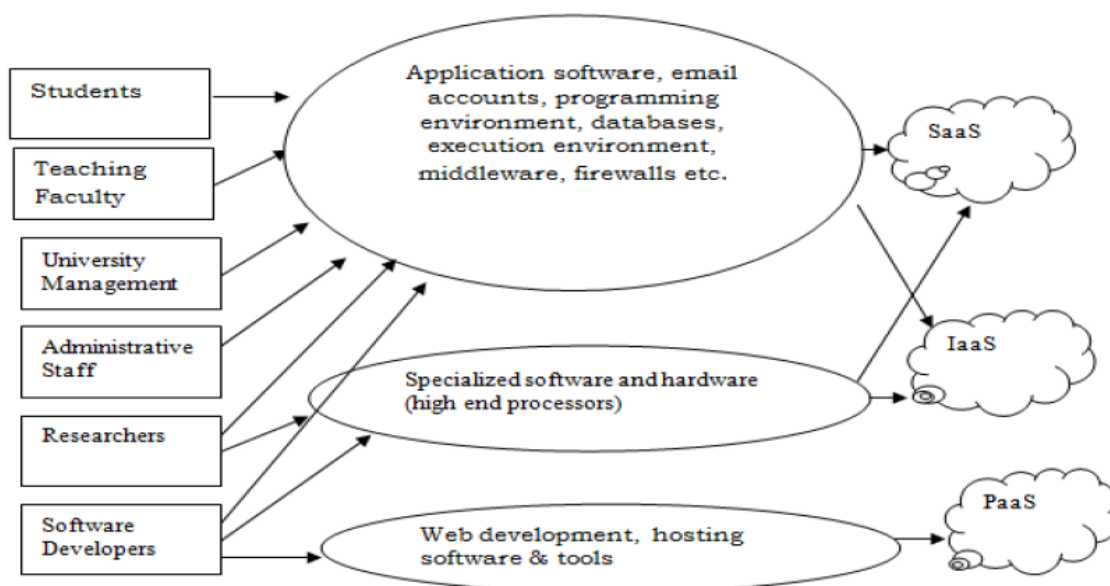 Students
Teaching
Faculty
University
Management
Administrative
Staff
Researchers
Software
Developers
Application software, email
accounts, programming
environment, databases,
execution environment,
middleware, firewalls etc.
Specialized software and hardware
(high end processors)
Web development, hosting
software & tools
SaaS
IaaS
PaaS